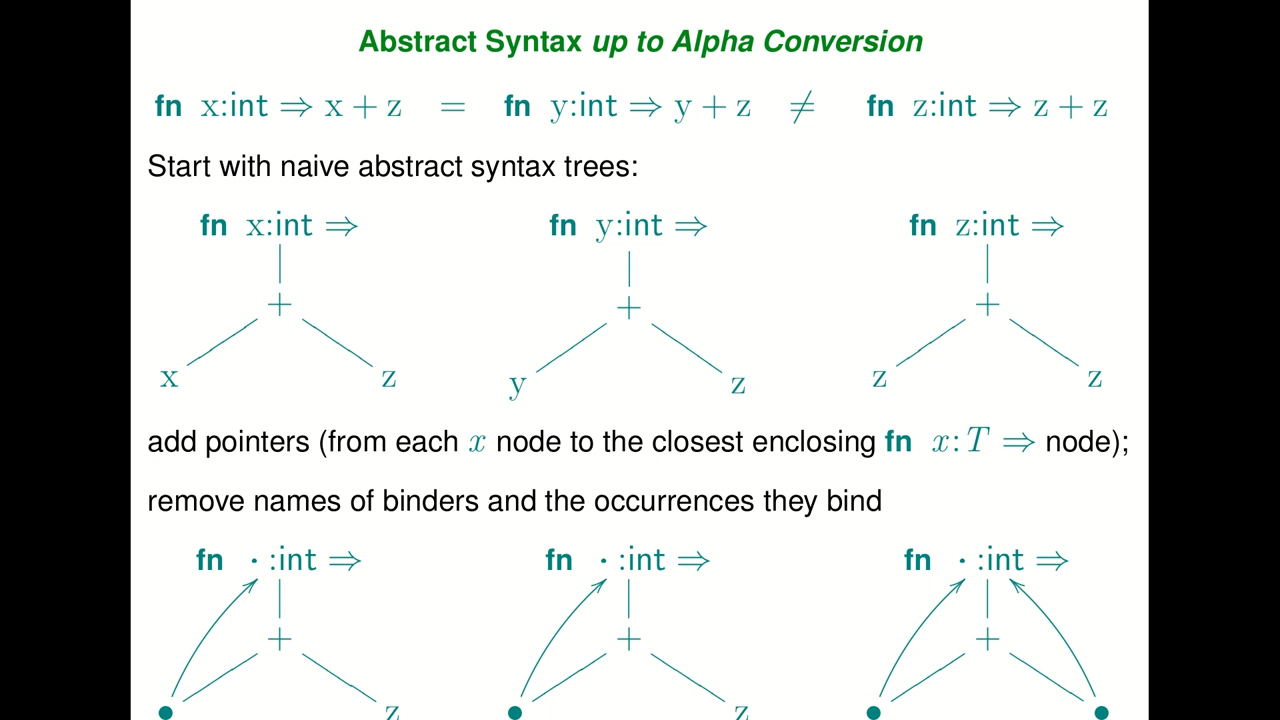 Abstract Syntax up to Alpha Conversion
fn x:int ⇒ x + z = fn y:int ⇒ y + z ≠ fn z:int ⇒ z + z
Start with naive abstract syntax trees:
fn x:int ⇒ fn y:int ⇒ fn z:int ⇒
+ + +
x z y z z z
add pointers (from each x node to the closest enclosing fn x:T ⇒ node);
remove names of binders and the occurrences they bind
fn · :int ⇒ fn · :int ⇒ fn · :int ⇒
+ + +
• z • z • •